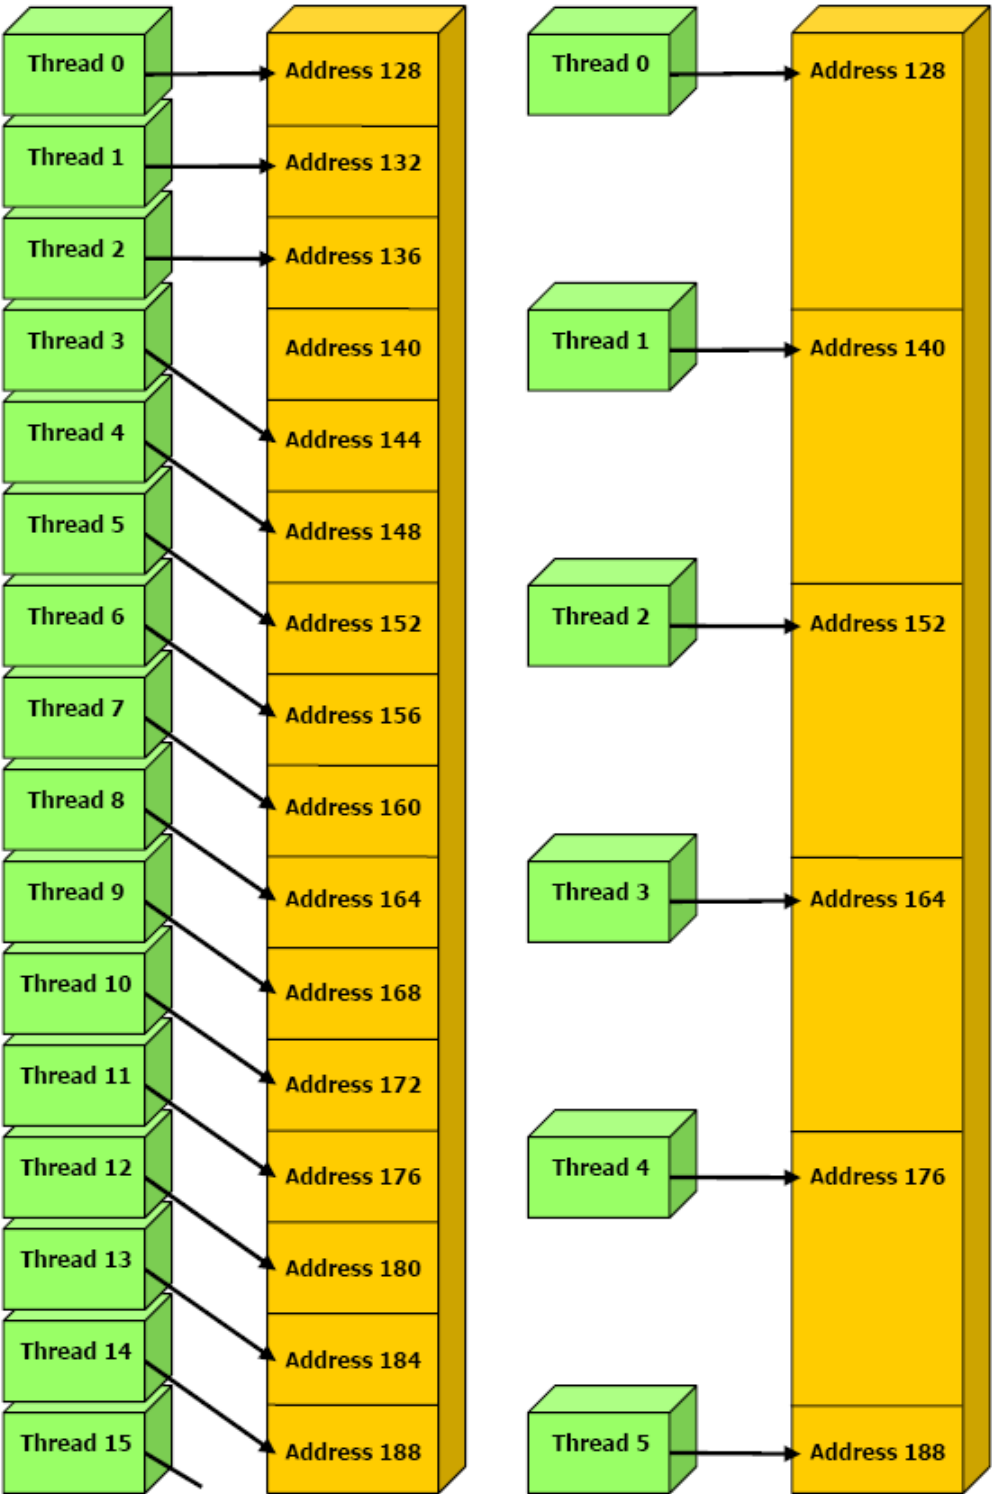 Thread 0
Thread 1
Thread 2
Thread 3
Thread 4
Thread 5
Thread 6
Thread 7
Thread 8
Thread 9
Thread 10
Thread 11
Thread 12
Thread 13
Thread 14
Thread 15
Address 128
Address 132
Address 136
Address 140
Address 144
Address 148
Address 152
Address 156
Address 160
Address 164
Address 168
Address 172
Address 176
Address 180
Address 184
Address 188
Thread 0
Thread 1
Thread 2
Thread 3
Thread 4
Thread 5
Address 128
Address 140
Address 152
Address 164
Address 176
Address 188